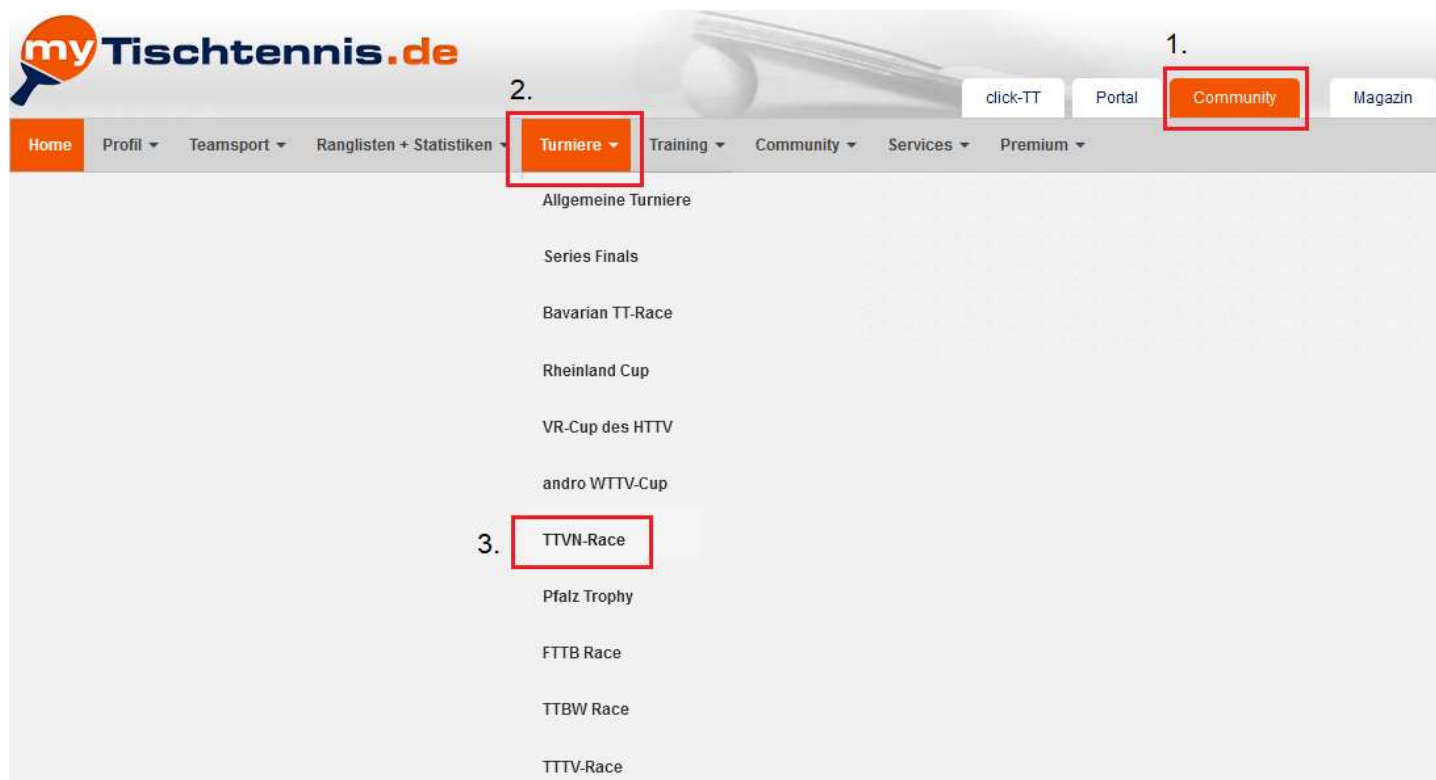 myTischtennis.de
1.
click-TT Portal Community Magazin
2.
Home Profil Teamsport Ranglisten + Statistiken Turniere Training Community Services Premium
Allgemeine Turniere
Series Finals
Bavarian TT-Race
Rheinland Cup
VR-Cup des HTTV
andro WTTV-Cup
3. TTVN-Race
Pfalz Trophy
FTTB Race
TTBW Race
TTTV-Race